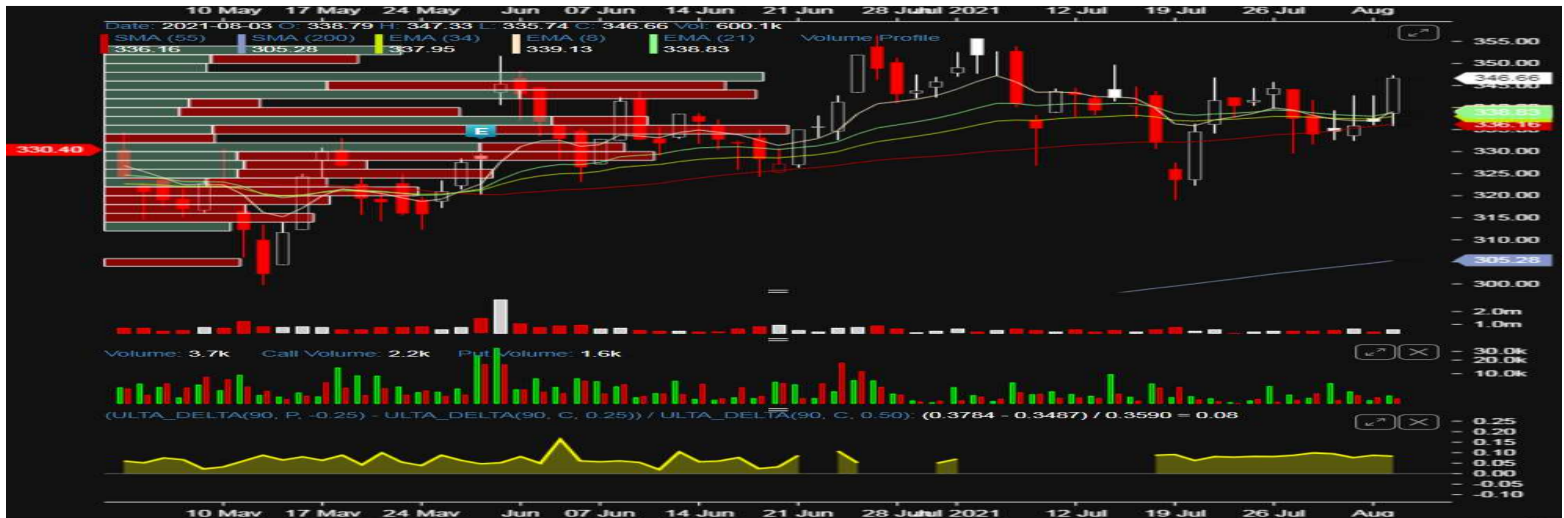 10 May 17 May 24 May Jun 07 Jun 14 Jun 21 Jun 28 Jun Jul 2021 12 Jul 19 Jul 26 Jul Aug
Date: 2021-08-03 O: 338.79 H: 347.33 L: 335.74 C: 346.66 Vol: 600.1k
SMA (55) SMA (200) EMA (34) EMA (8) EMA (21) Volume Profile
336.16 305.28 337.95 339.13 338.83
355.00
350.00
346.66
345.00
338.83
336.16
E
330.40
330.00
325.00
320.00
315.00
310.00
305.28
300.00
2.0m
1.0m
Volume: 3.7k Call Volume: 2.2k Put Volume: 1.6k
30.0k
20.0k
10.0k
(ULTA_DELTA(90, P, -0.25) - ULTA_DELTA(90, C, 0.25)) / ULTA_DELTA(90, C, 0.50): (0.3784 - 0.3487) / 0.3590 = 0.08
0.25
0.20
0.15
0.10
0.05
0.00
-0.05
-0.10
10 May 17 May 24 May Jun 07 Jun 14 Jun 21 Jun 28 Jun Jul 2021 12 Jul 19 Jul 26 Jul Aug